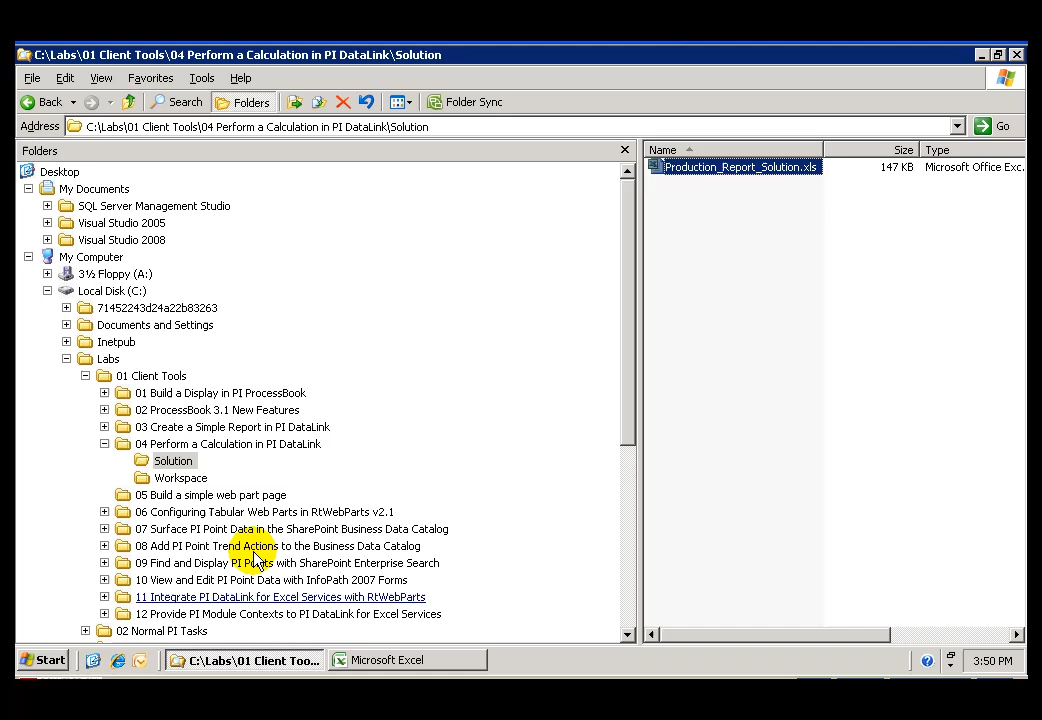 C:\Labs\01 Client Tools\04 Perform a Calculation in PI DataLink\Solution
File Edit View Favorites Tools Help
Back Search Folders Folder Sync
Address C:\Labs\01 Client Tools\04 Perform a Calculation in PI DataLink\Solution Go
Folders
Name Size Type
Production_Report_Solution.xls 147 KB Microsoft Office Exc.
Desktop
My Documents
SQL Server Management Studio
Visual Studio 2005
Visual Studio 2008
My Computer
3½ Floppy (A:)
Local Disk (C:)
71452243d24a22b83263
Documents and Settings
Inetpub
Labs
01 Client Tools
01 Build a Display in PI ProcessBook
02 ProcessBook 3.1 New Features
03 Create a Simple Report in PI DataLink
04 Perform a Calculation in PI DataLink
Solution
Workspace
05 Build a simple web part page
06 Configuring Tabular Web Parts in RtWebParts v2.1
07 Surface PI Point Data in the SharePoint Business Data Catalog
08 Add PI Point Trend Actions to the Business Data Catalog
09 Find and Display PI Points with SharePoint Enterprise Search
10 View and Edit PI Point Data with InfoPath 2007 Forms
11 Integrate PI DataLink for Excel Services with RtWebParts
12 Provide PI Module Contexts to PI DataLink for Excel Services
02 Normal PI Tasks
Start C:\Labs\01 Client Too... Microsoft Excel 3:50 PM